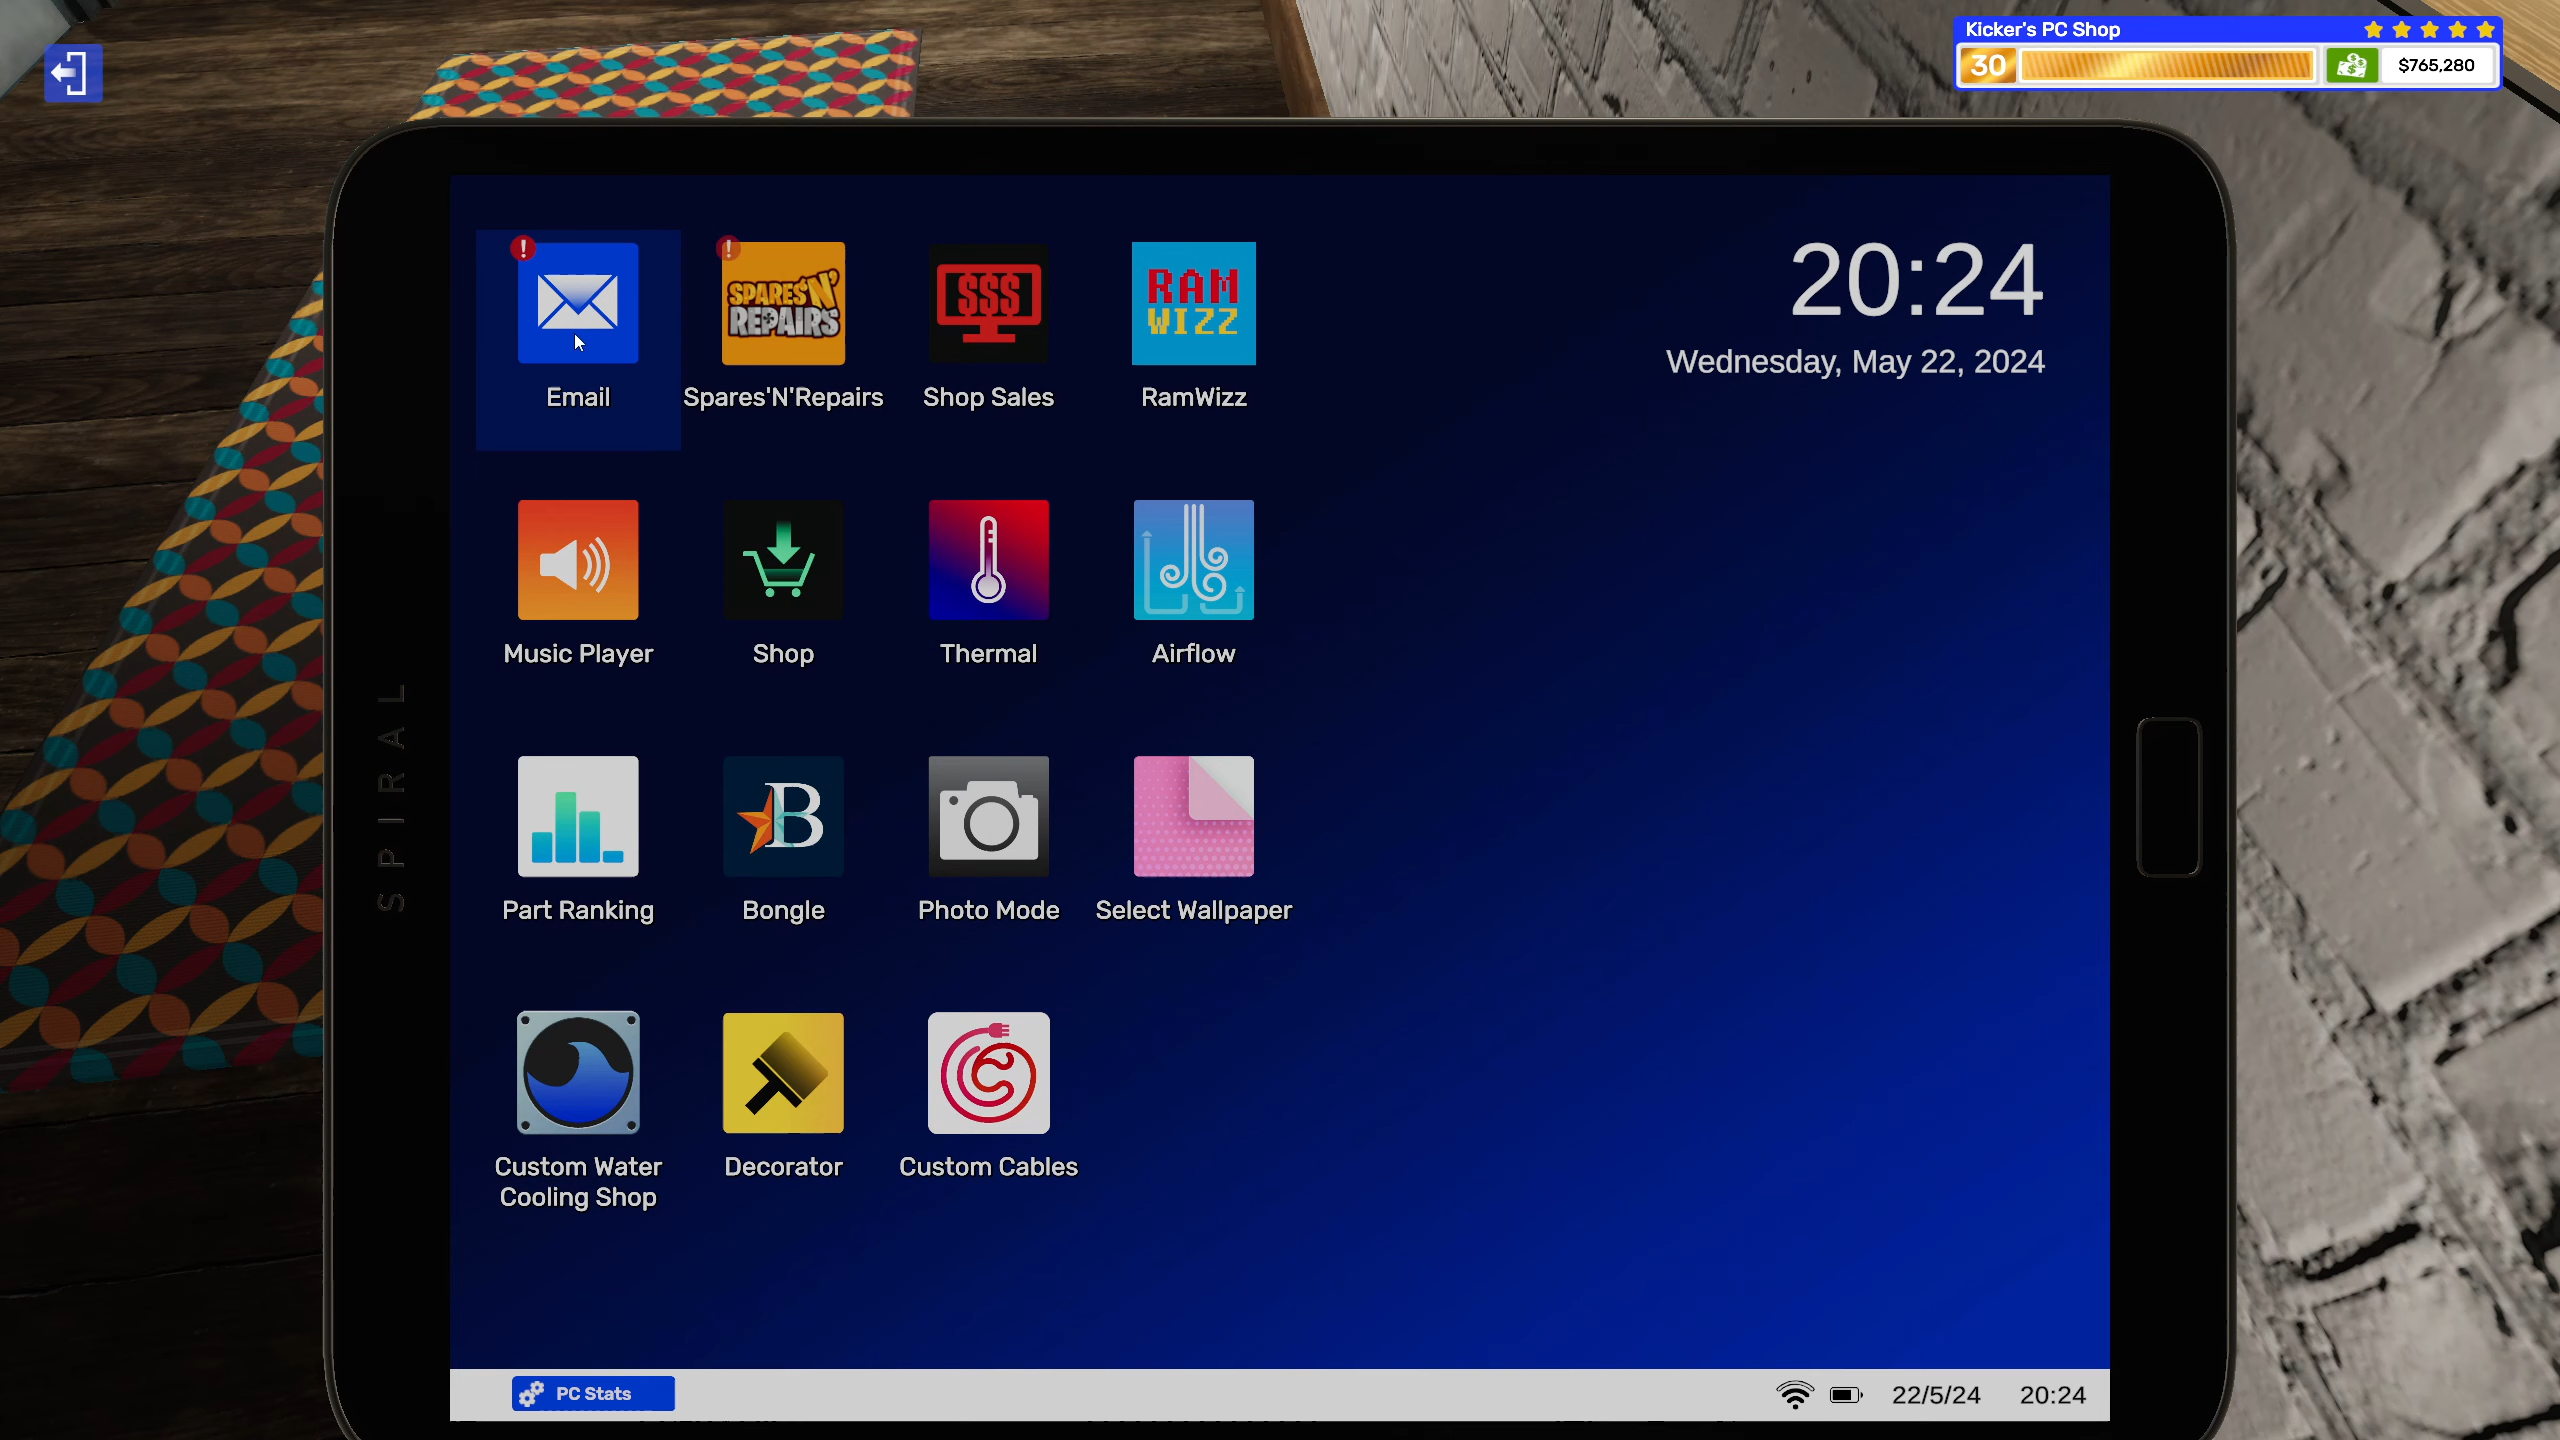 Kicker's PC Shop
30
$765,280
20:24
Wednesday, May 22, 2024
!
!
SPARES 'N' REPAIRS
$$$
RAM WIZZ
Email
Spares'N'Repairs
Shop Sales
RamWizz
Music Player
Shop
Thermal
Airflow
B
Part Ranking
Bongle
Photo Mode
Select Wallpaper
C
Custom Water
Cooling Shop
Decorator
Custom Cables
SPIRAL
PC Stats
22/5/24
20:24